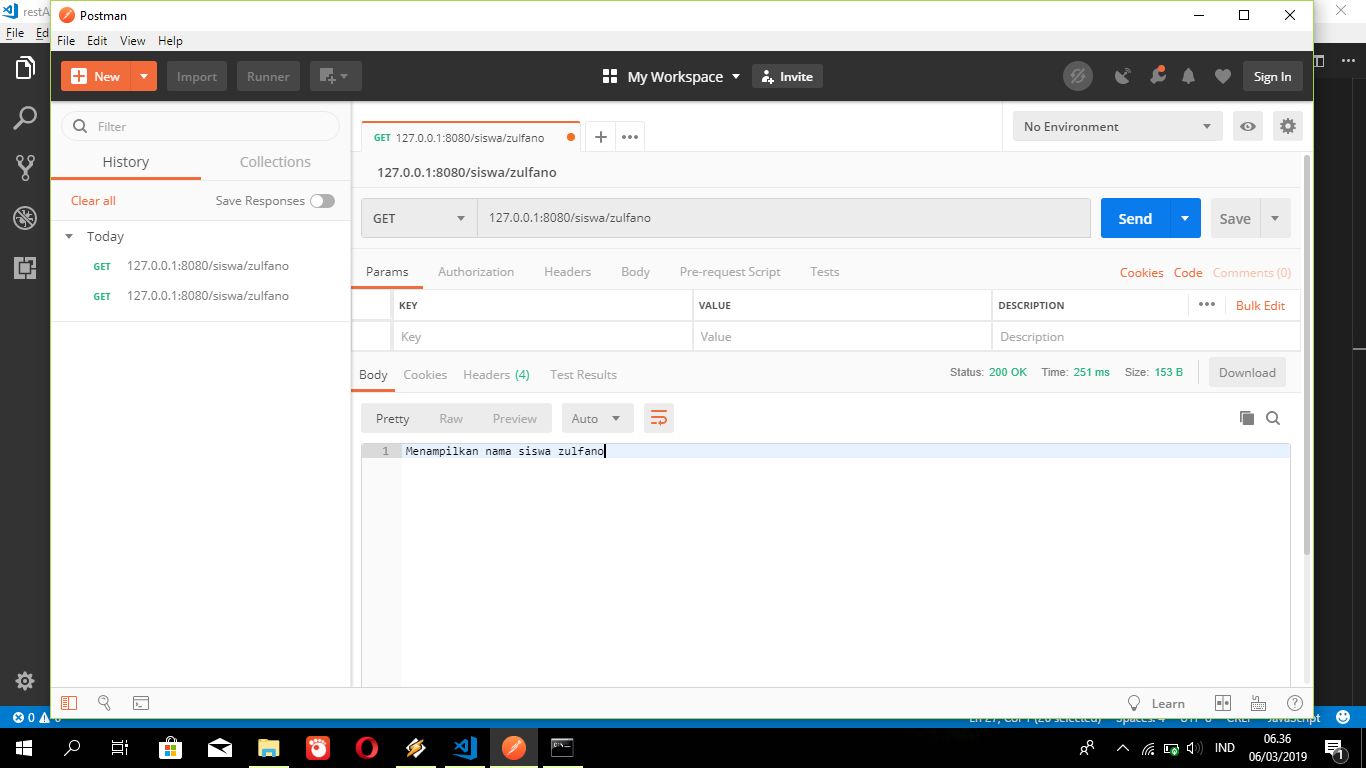 restA
Postman
File Ed
File Edit View Help
New Import Runner My Workspace Invite Sign In
Filter
History Collections
Clear all Save Responses
Today
GET 127.0.0.1:8080/siswa/zulfano
GET 127.0.0.1:8080/siswa/zulfano
GET 127.0.0.1:8080/siswa/zulfano
No Environment
127.0.0.1:8080/siswa/zulfano
GET 127.0.0.1:8080/siswa/zulfano Send Save
Params Authorization Headers Body Pre-request Script Tests Cookies Code Comments (0)
KEY VALUE DESCRIPTION Bulk Edit
Key Value Description
Body Cookies Headers (4) Test Results Status: 200 OK Time: 251 ms Size: 153 B Download
Pretty Raw Preview Auto
1 Menampilkan nama siswa zulfano
Learn
0
IND
06.36
06/03/2019
1